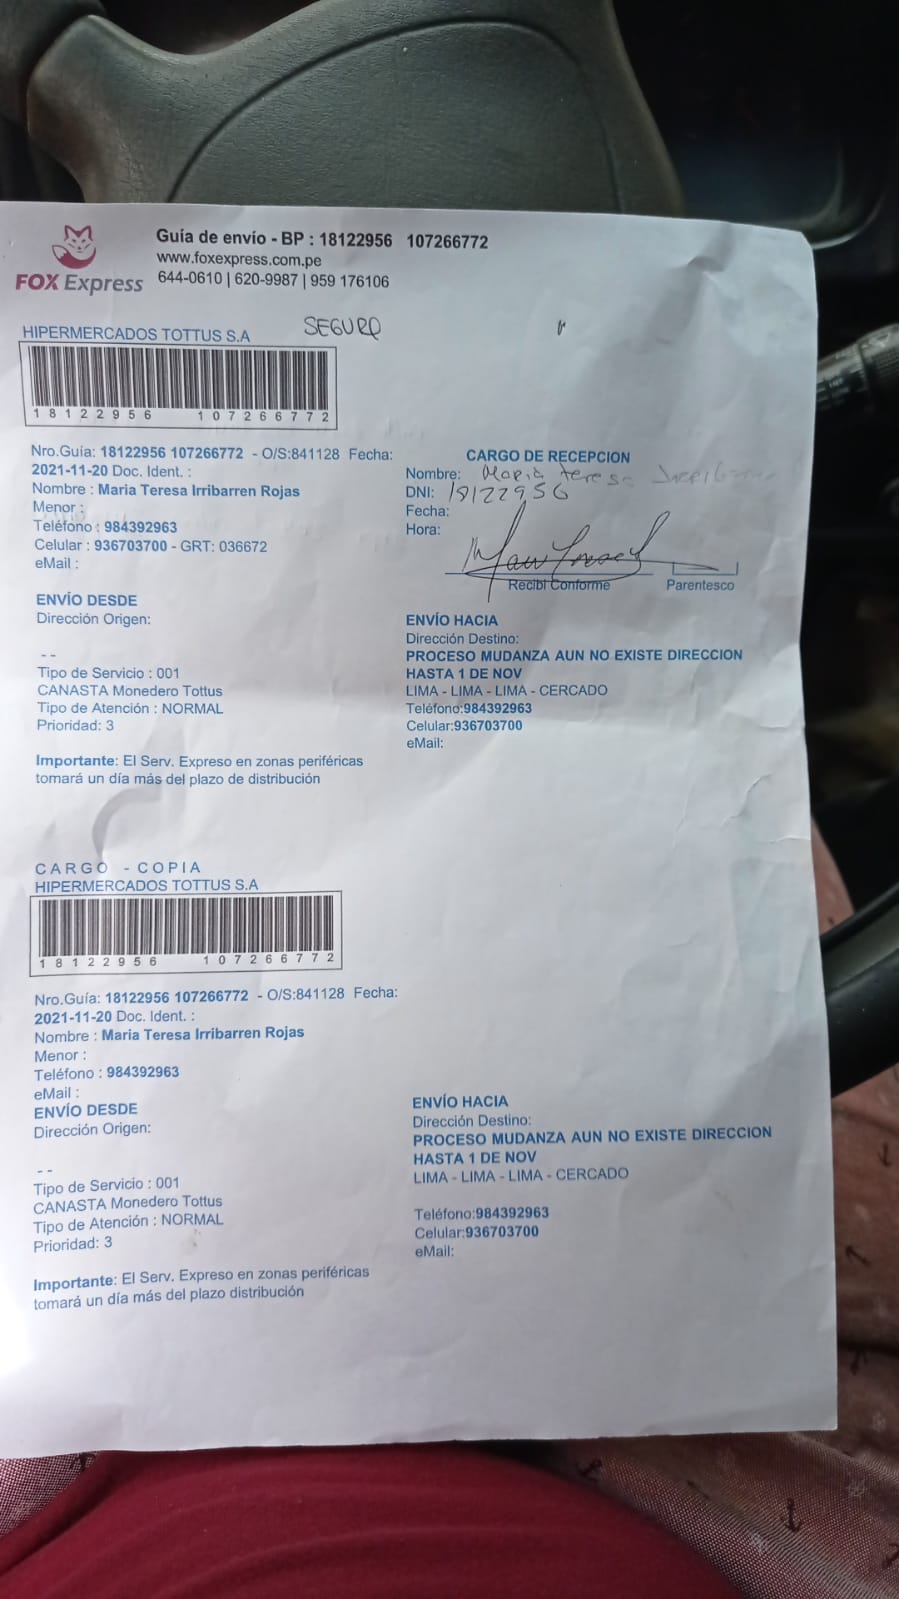 FOX Express
Guía de envío - BP : 18122956 107266772
www.foxexpress.com.pe
644-0610 | 620-9987 | 959 176106
HIPERMERCADOS TOTTUS S.A
SEGURO
18122956 107266772
Nro.Guía: 18122956 107266772 - O/S:841128 Fecha:
2021-11-20 Doc. Ident. :
Nombre : Maria Teresa Irribarren Rojas
Menor :
Teléfono : 984392963
Celular : 936703700 - GRT: 036672
eMail :
CARGO DE RECEPCION
Nombre: Maria teresa
DNI: 18122956
Fecha:
Hora:
Recibí Conforme
Parentesco
ENVÍO DESDE
Dirección Origen:
- -
Tipo de Servicio : 001
CANASTA Monedero Tottus
Tipo de Atención : NORMAL
Prioridad: 3
ENVÍO HACIA
Dirección Destino:
PROCESO MUDANZA AUN NO EXISTE DIRECCION
HASTA 1 DE NOV
LIMA - LIMA - LIMA - CERCADO
Teléfono:984392963
Celular:936703700
eMail:
Importante: El Serv. Expreso en zonas periféricas
tomará un día más del plazo de distribución
CARGO - COPIA
HIPERMERCADOS TOTTUS S.A
18122956 107266772
Nro.Guía: 18122956 107266772 - O/S:841128 Fecha:
2021-11-20 Doc. Ident. :
Nombre : Maria Teresa Irribarren Rojas
Menor :
Teléfono : 984392963
eMail :
ENVÍO DESDE
Dirección Origen:
- -
Tipo de Servicio : 001
CANASTA Monedero Tottus
Tipo de Atención : NORMAL
Prioridad: 3
ENVÍO HACIA
Dirección Destino:
PROCESO MUDANZA AUN NO EXISTE DIRECCION
HASTA 1 DE NOV
LIMA - LIMA - LIMA - CERCADO
Teléfono:984392963
Celular:936703700
eMail:
Importante: El Serv. Expreso en zonas periféricas
tomará un día más del plazo distribución